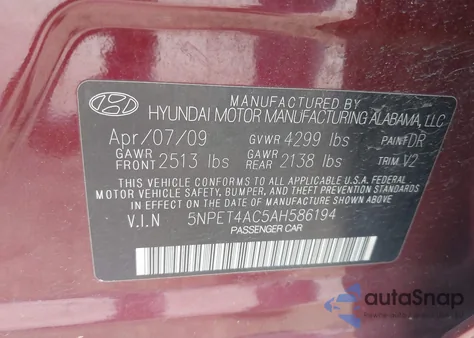 MANUFACTURED BY
HYUNDAI MOTOR MANUFACTURING ALABAMA, LLC
Apr/07/09 GVWR 4299 lbs PAINT DR
GAWR FRONT 2513 lbs GAWR REAR 2138 lbs TRIM V2
THIS VEHICLE CONFORMS TO ALL APPLICABLE U.S.A. FEDERAL
MOTOR VEHICLE SAFETY, BUMPER, AND THEFT PREVENTION STANDARDS
IN EFFECT ON THE DATE OF MANUFACTURE SHOWN ABOVE.
V.I.N 5NPET4AC5AH586194
PASSENGER CAR
autoSnap